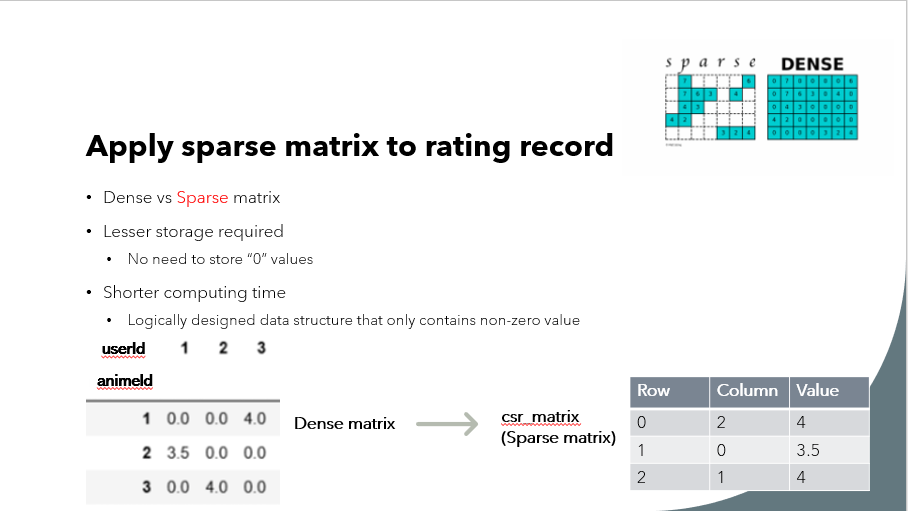 sparse DENSE
Apply sparse matrix to rating record
• Dense vs Sparse matrix
• Lesser storage required
• No need to store “0” values
• Shorter computing time
• Logically designed data structure that only contains non-zero value
userId 1 2 3
animeId
1 0.0 0.0 4.0
2 3.5 0.0 0.0
3 0.0 4.0 0.0
Dense matrix
csr_matrix
(Sparse matrix)
Row Column Value
0 2 4
1 0 3.5
2 1 4